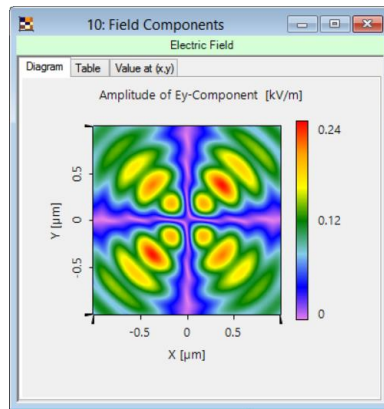 10: Field Components
Electric Field
Diagram Table Value at (x,y)
Amplitude of Ey-Component [kV/m]
0.24
0.5
Y [µm]
0
0.12
-0.5
0
-0.5 0 0.5
X [µm]